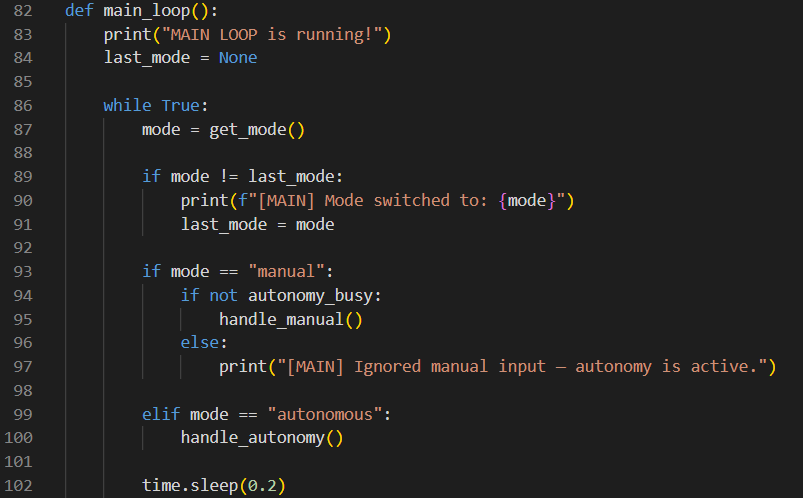 82 def main_loop():
83     print("MAIN LOOP is running!")
84     last_mode = None
85
86     while True:
87         mode = get_mode()
88
89         if mode != last_mode:
90             print(f"[MAIN] Mode switched to: {mode}")
91             last_mode = mode
92
93         if mode == "manual":
94             if not autonomy_busy:
95                 handle_manual()
96             else:
97                 print("[MAIN] Ignored manual input — autonomy is active.")
98
99         elif mode == "autonomous":
100             handle_autonomy()
101
102         time.sleep(0.2)